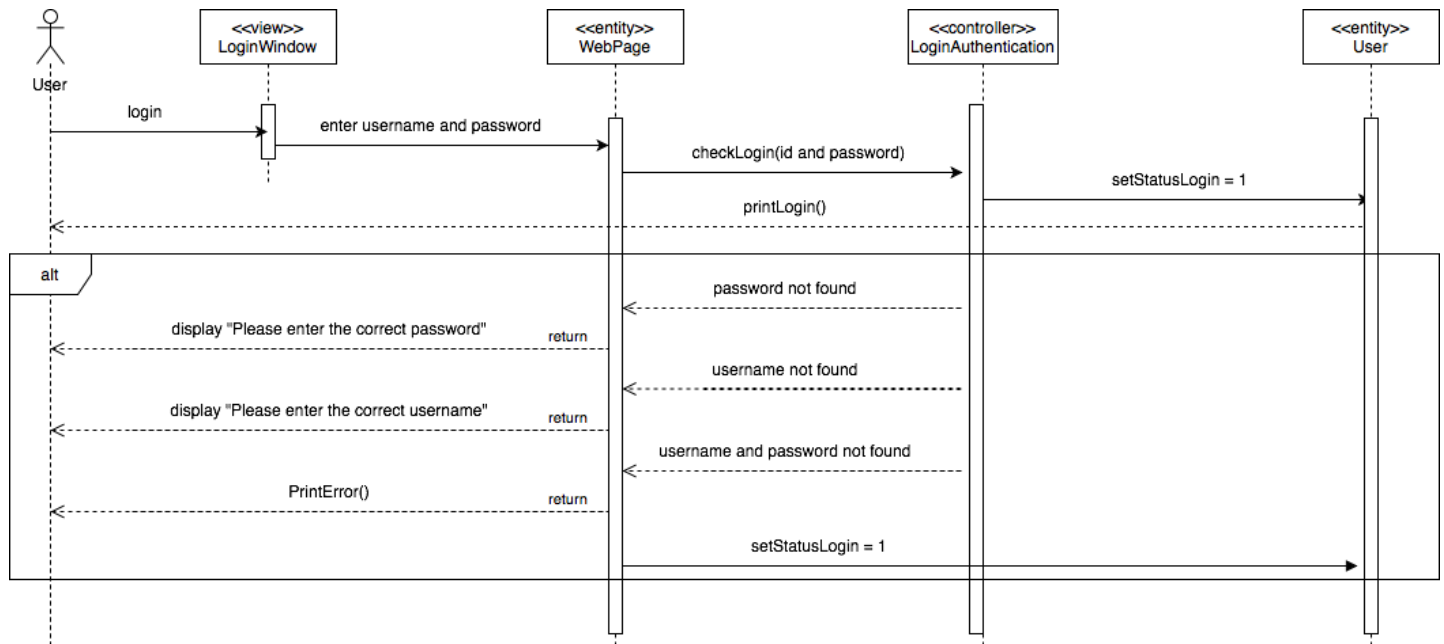 <<view>>
LoginWindow
<<entity>>
WebPage
<<controller>>
LoginAuthentication
<<entity>>
User
User
login
enter username and password
checkLogin(id and password)
setStatusLogin = 1
printLogin()
alt
password not found
display "Please enter the correct password"
return
username not found
display "Please enter the correct username"
return
username and password not found
PrintError()
return
setStatusLogin = 1